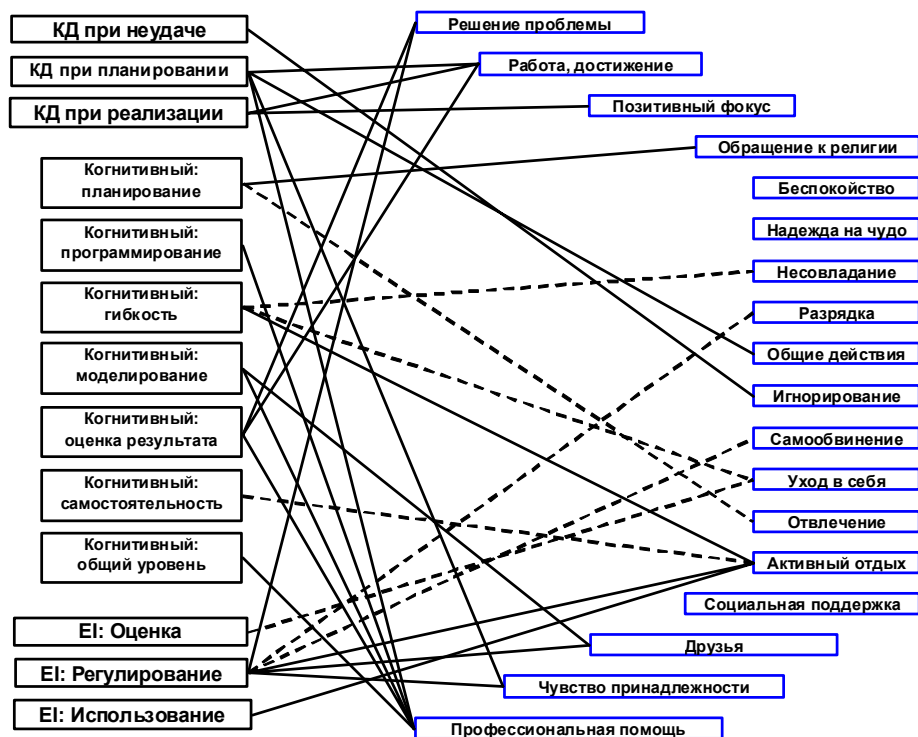 КД при неудаче
КД при планировании
КД при реализации
Когнитивный:
планирование
Когнитивный:
программирование
Когнитивный:
гибкость
Когнитивный:
моделирование
Когнитивный:
оценка результата
Когнитивный:
самостоятельность
Когнитивный:
общий уровень
EI: Оценка
EI: Регулирование
EI: Использование
Решение проблемы
Работа, достижение
Позитивный фокус
Обращение к религии
Беспокойство
Надежда на чудо
Несовладание
Разрядка
Общие действия
Игнорирование
Самообвинение
Уход в себя
Отвлечение
Активный отдых
Социальная поддержка
Друзья
Чувство принадлежности
Профессиональная помощь